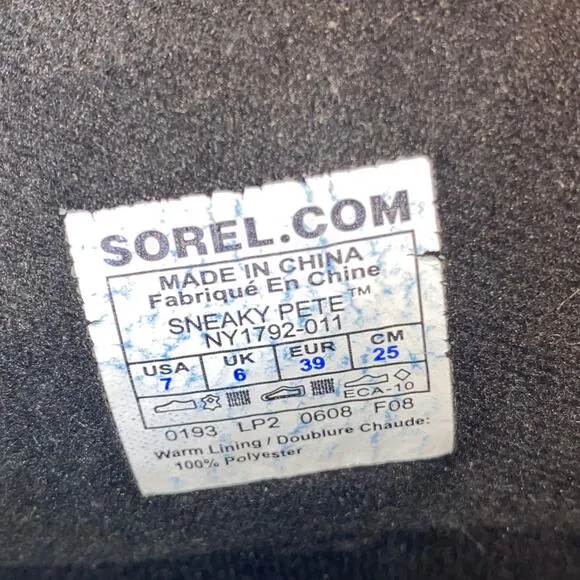 SOREL.COM
MADE IN CHINA
Fabriqué En Chine
SNEAKY PETE™
NY1792-011
USA UK EUR CM
7 6 39 25
ECA-10
0193 LP2 0608 F08
Warm Lining / Doublure Chaude:
100% Polyester